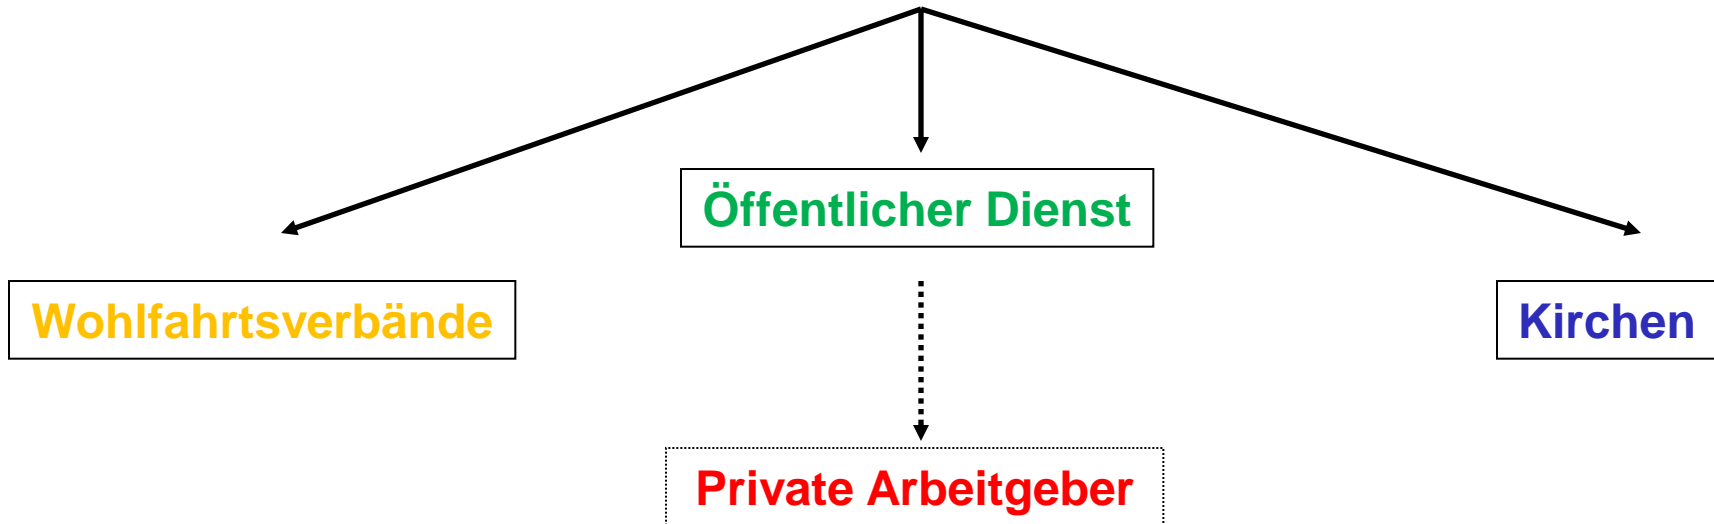 Öffentlicher Dienst
Wohlfahrtsverbände
Kirchen
Private Arbeitgeber